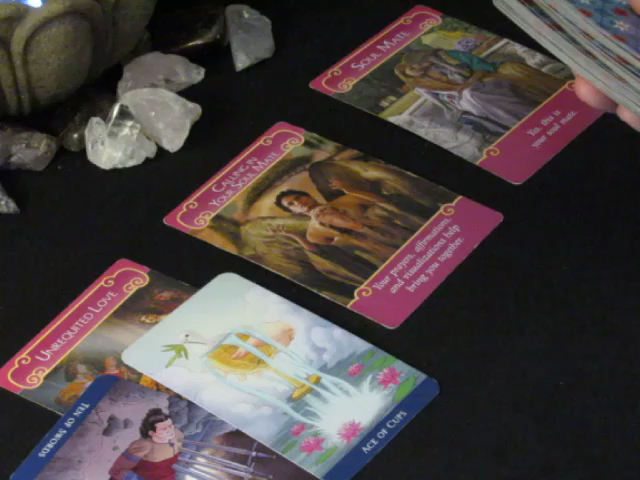 SOUL MATE
Yes, this is
your soul mate.
CALLING IN
YOUR SOUL MATE
Your prayers, affirmations,
and visualizations help
bring you together.
UNREQUITED LOVE
ACE OF CUPS
TEN OF SWORDS